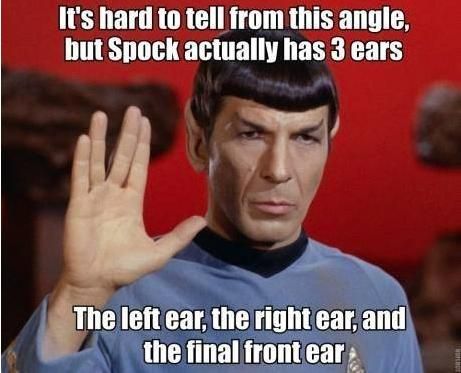 It's hard to tell from this angle,
but Spock actually has 3 ears
The left ear, the right ear, and
the final front ear